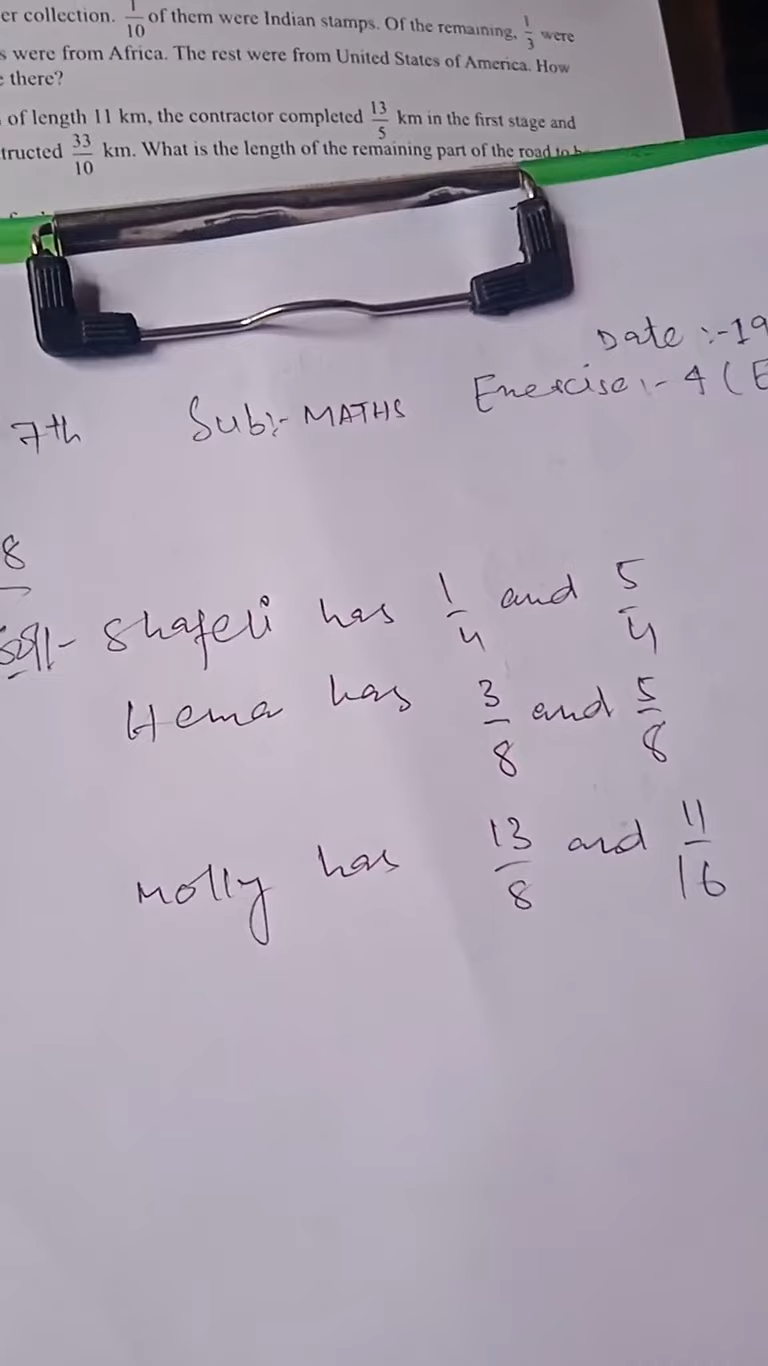 er collection. 1/10 of them were Indian stamps. Of the remaining, 1/3 were
s were from Africa. The rest were from United States of America. How
there?
of length 11 km, the contractor completed 13/5 km in the first stage and
tructed 33/10 km. What is the length of the remaining part of the road to
Date :- 19
7th Sub:- MATHS Exercise :- 4 (E
8
Sol- Shafeli has 1/4 and 5/4
Hema has 3/8 and 5/8
Molly has 13/8 and 11/16